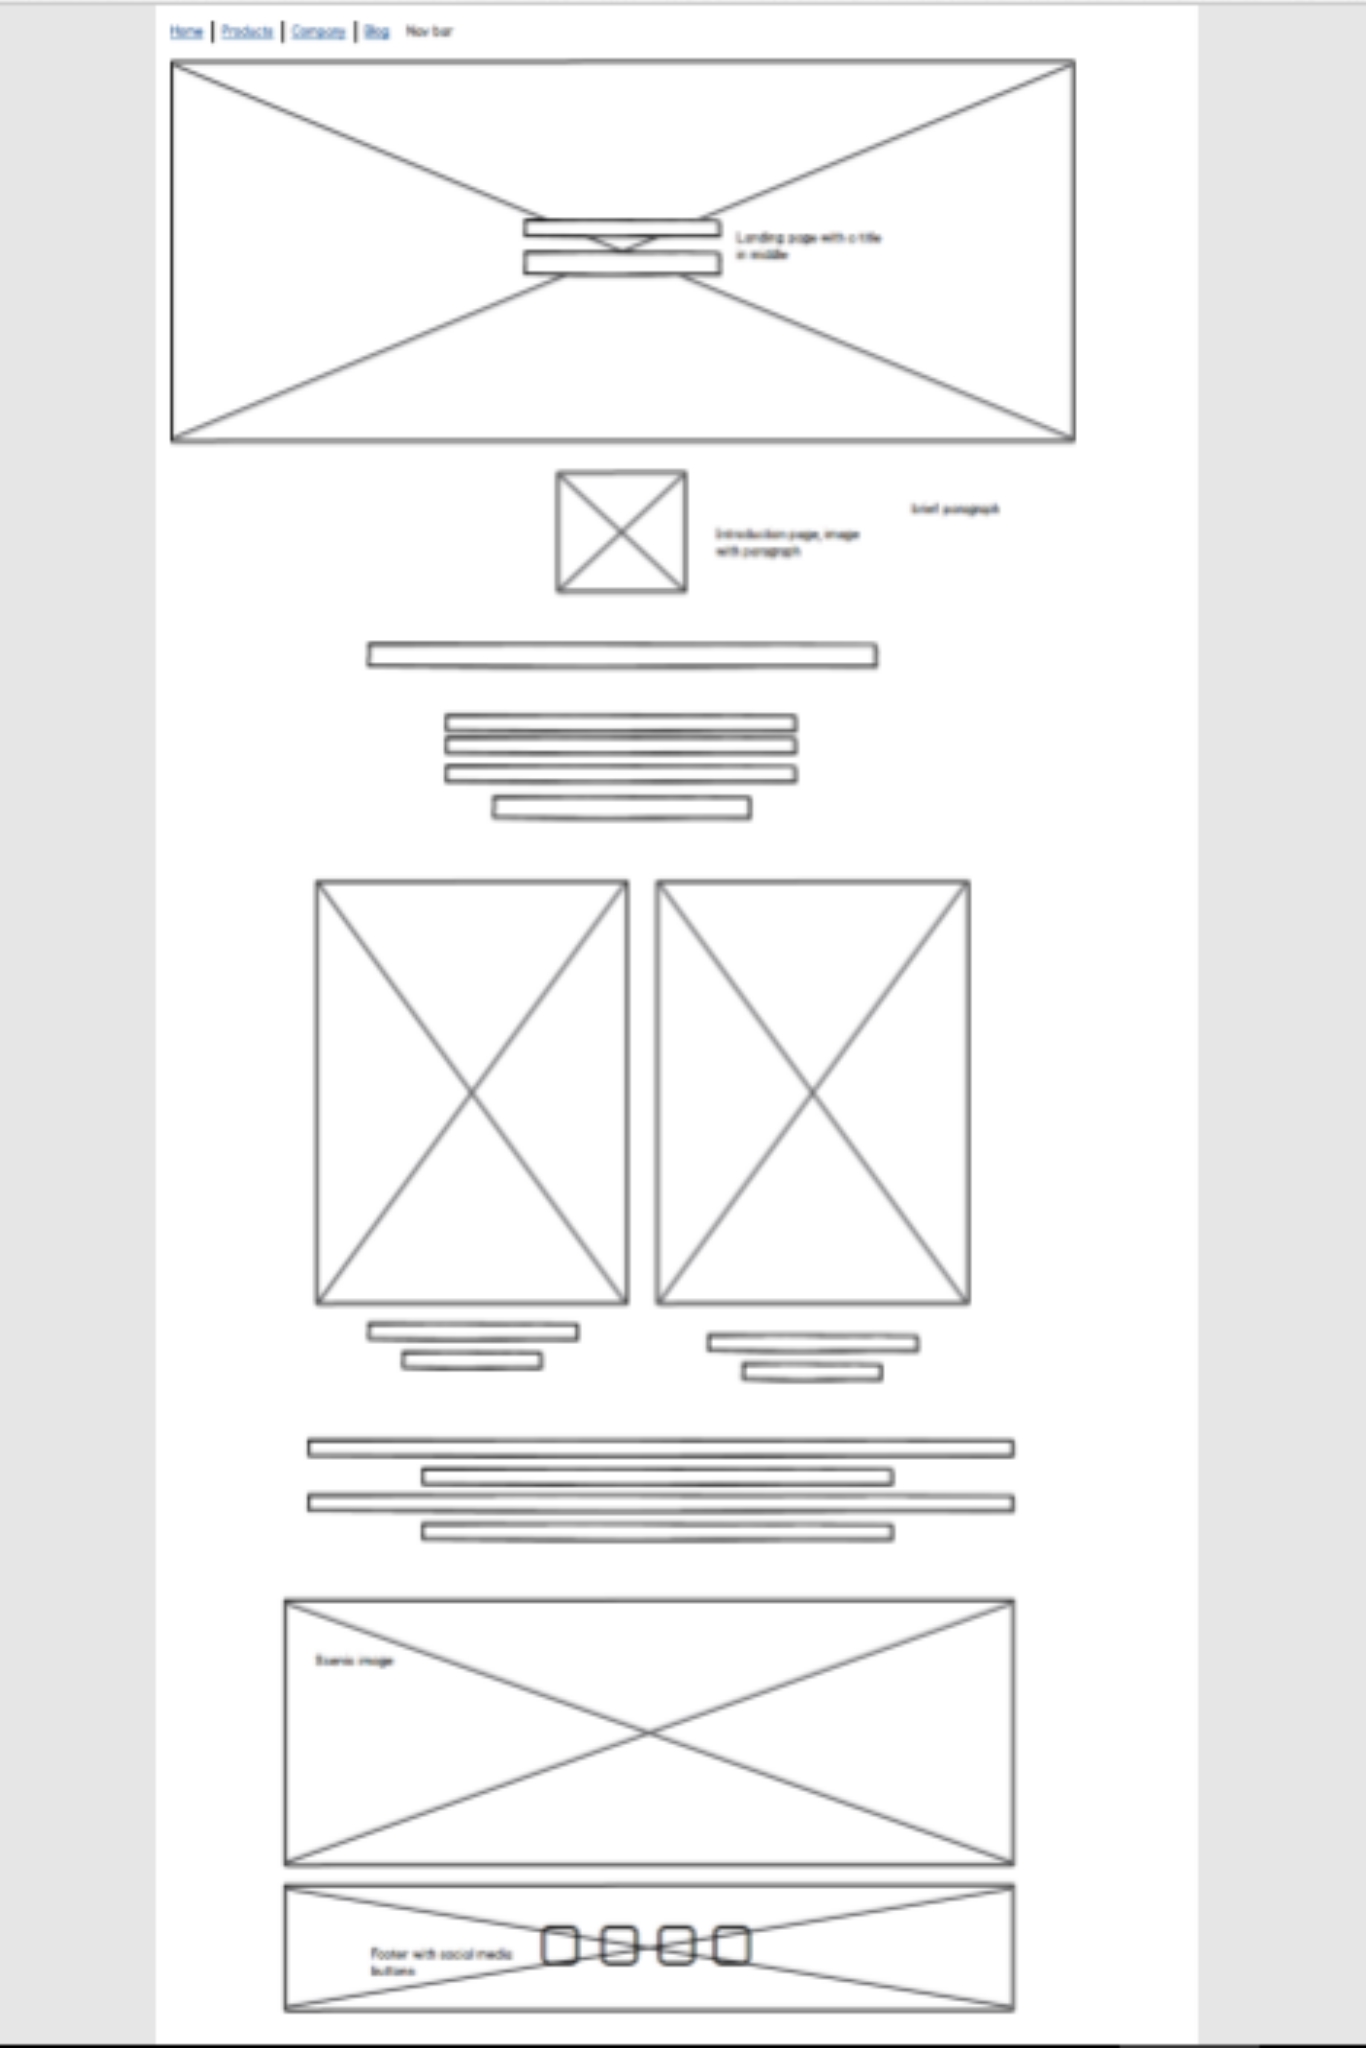 Home | Products | Company | Blog Nav bar
Landing page with a title
in middle
brief paragraph
Introduction page, image
with paragraph
Scenic image
Footer with social media
buttons